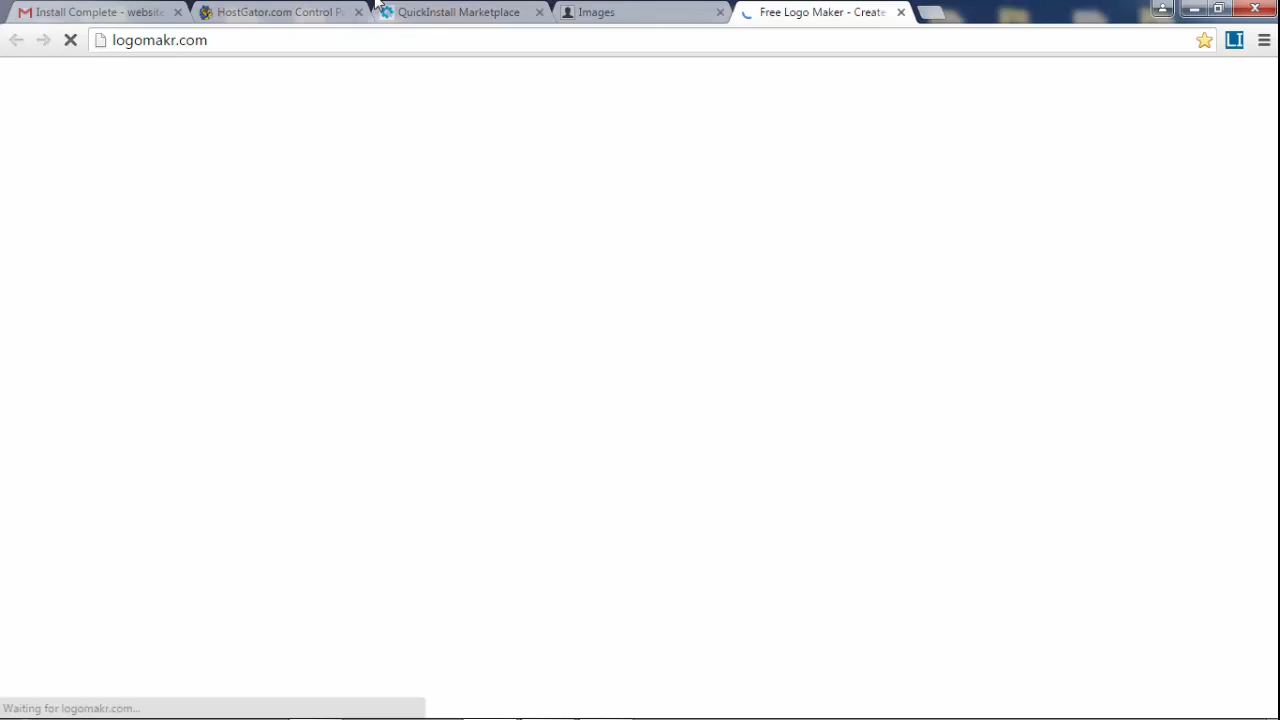 Install Complete - website
HostGator.com Control P
QuickInstall Marketplace
Images
Free Logo Maker - Create
logomakr.com
LI
Waiting for logomakr.com...